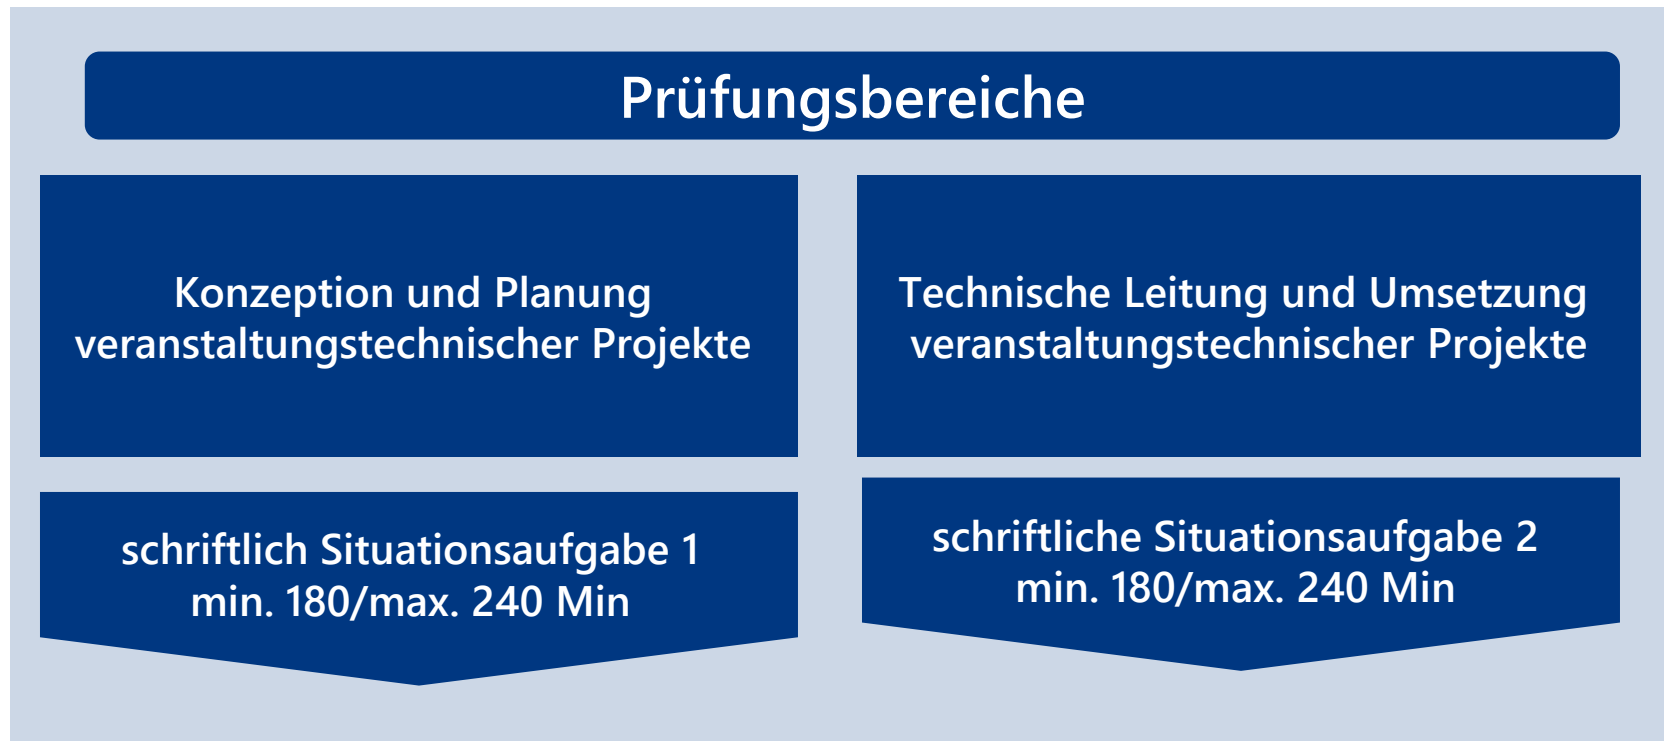 Prüfungsbereiche
Konzeption und Planung
veranstaltungstechnischer Projekte
Technische Leitung und Umsetzung
veranstaltungstechnischer Projekte
schriftlich Situationsaufgabe 1
min. 180/max. 240 Min
schriftliche Situationsaufgabe 2
min. 180/max. 240 Min